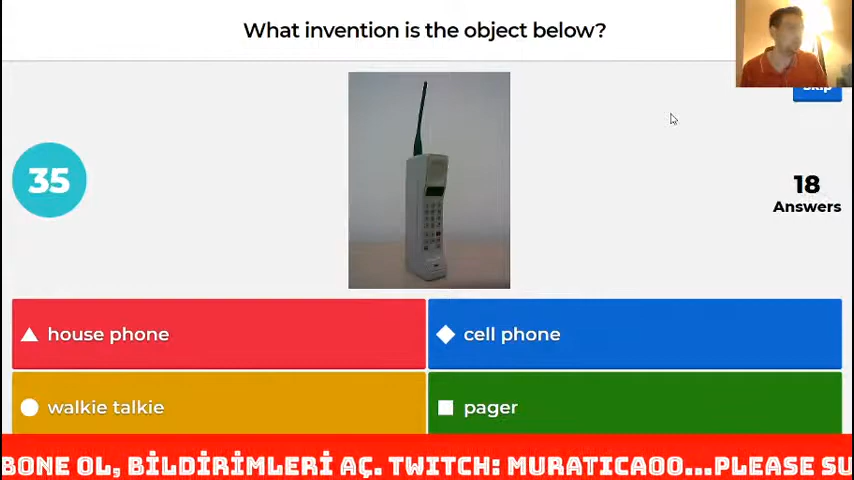 What invention is the object below?
Skip
35
18
Answers
house phone
cell phone
walkie talkie
pager
BONE OL, BİLDİRİMLERİ AÇ. TWITCH: MURATICA00...PLEASE SU